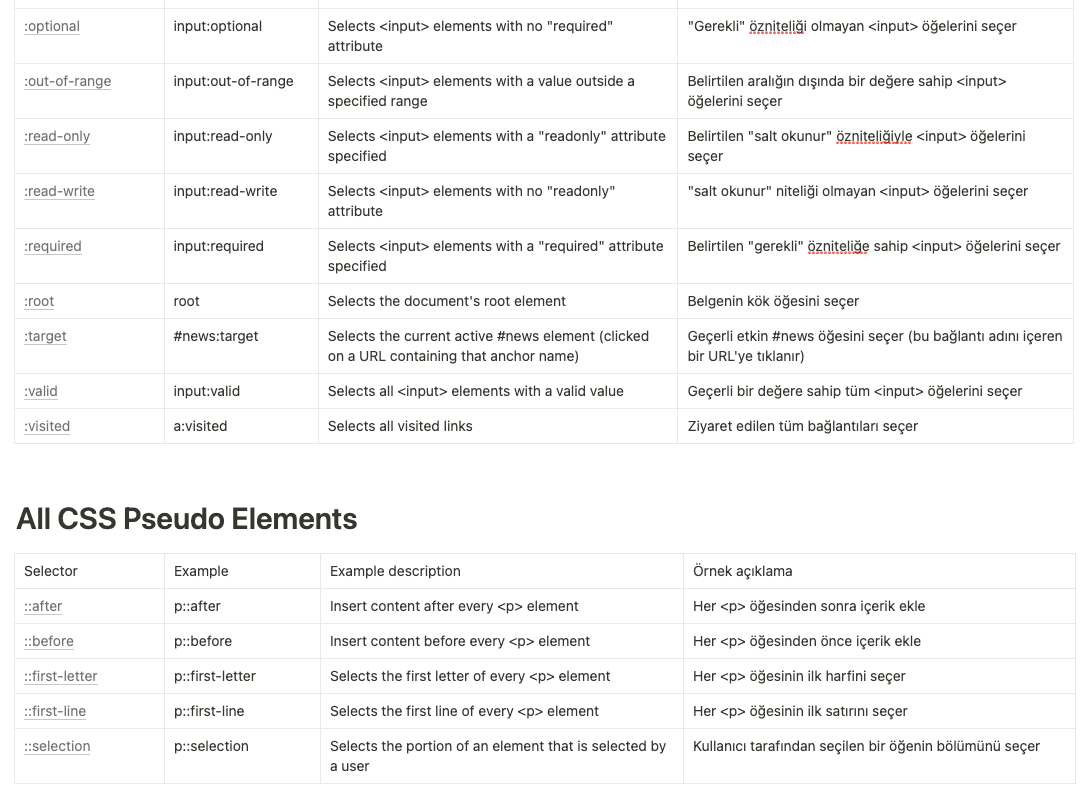 :optional input:optional Selects <input> elements with no "required" "Gerekli" özniteliği olmayan <input> öğelerini seçer
attribute
:out-of-range input:out-of-range Selects <input> elements with a value outside a Belirtilen aralığın dışında bir değere sahip <input>
specified range öğelerini seçer
:read-only input:read-only Selects <input> elements with a "readonly" attribute Belirtilen "salt okunur" özniteliğiyle <input> öğelerini
specified seçer
:read-write input:read-write Selects <input> elements with no "readonly" "salt okunur" niteliği olmayan <input> öğelerini seçer
attribute
:required input:required Selects <input> elements with a "required" attribute Belirtilen "gerekli" özniteliğe sahip <input> öğelerini seçer
specified
:root root Selects the document's root element Belgenin kök öğesini seçer
:target #news:target Selects the current active #news element (clicked Geçerli etkin #news öğesini seçer (bu bağlantı adını içeren
on a URL containing that anchor name) bir URL'ye tıklanır)
:valid input:valid Selects all <input> elements with a valid value Geçerli bir değere sahip tüm <input> öğelerini seçer
:visited a:visited Selects all visited links Ziyaret edilen tüm bağlantıları seçer
All CSS Pseudo Elements
Selector Example Example description Örnek açıklama
::after p::after Insert content after every <p> element Her <p> öğesinden sonra içerik ekle
::before p::before Insert content before every <p> element Her <p> öğesinden önce içerik ekle
::first-letter p::first-letter Selects the first letter of every <p> element Her <p> öğesinin ilk harfini seçer
::first-line p::first-line Selects the first line of every <p> element Her <p> öğesinin ilk satırını seçer
::selection p::selection Selects the portion of an element that is selected by Kullanıcı tarafından seçilen bir öğenin bölümünü seçer
a user